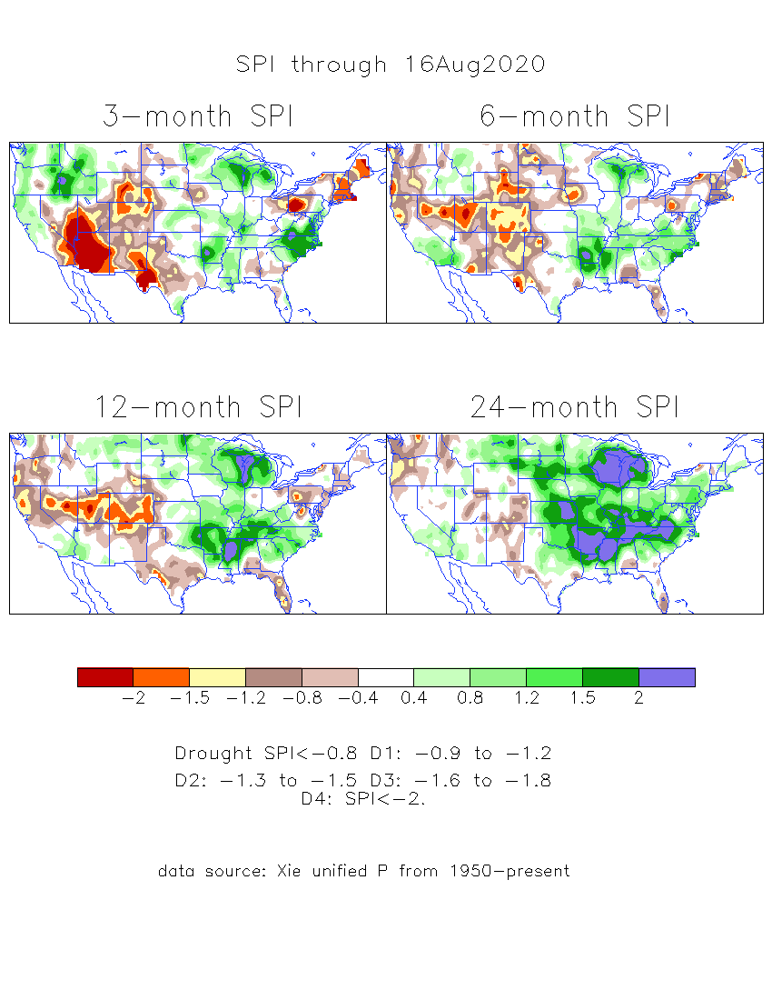 SPI through 16Aug2020
3-month SPI
6-month SPI
12-month SPI
24-month SPI
-2 -1.5 -1.2 -0.8 -0.4 0.4 0.8 1.2 1.5 2
Drought SPI<-0.8 D1: -0.9 to -1.2
D2: -1.3 to -1.5 D3: -1.6 to -1.8
D4: SPI<-2.
data source: Xie unified P from 1950-present